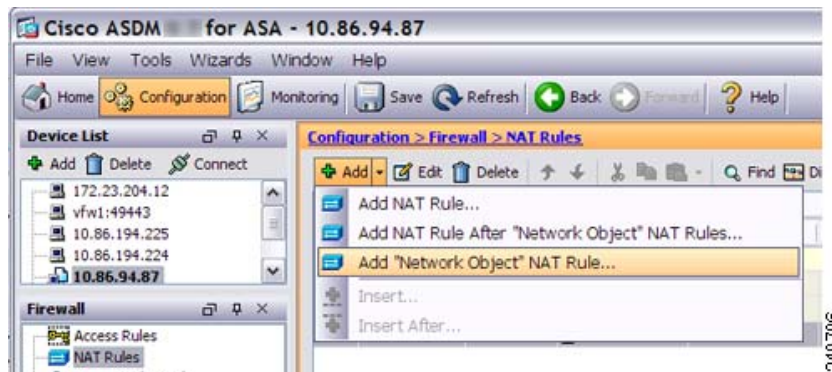 Cisco ASDM for ASA - 10.86.94.87
File View Tools Wizards Window Help
Home Configuration Monitoring Save Refresh Back Forward Help
Device List
Configuration > Firewall > NAT Rules
Add Delete Connect
Add Edit Delete Find Di
172.23.204.12
vfw1:49443
10.86.194.225
10.86.194.224
10.86.94.87
Add NAT Rule...
Add NAT Rule After "Network Object" NAT Rules...
Add "Network Object" NAT Rule...
Insert...
Insert After...
Firewall
Access Rules
NAT Rules